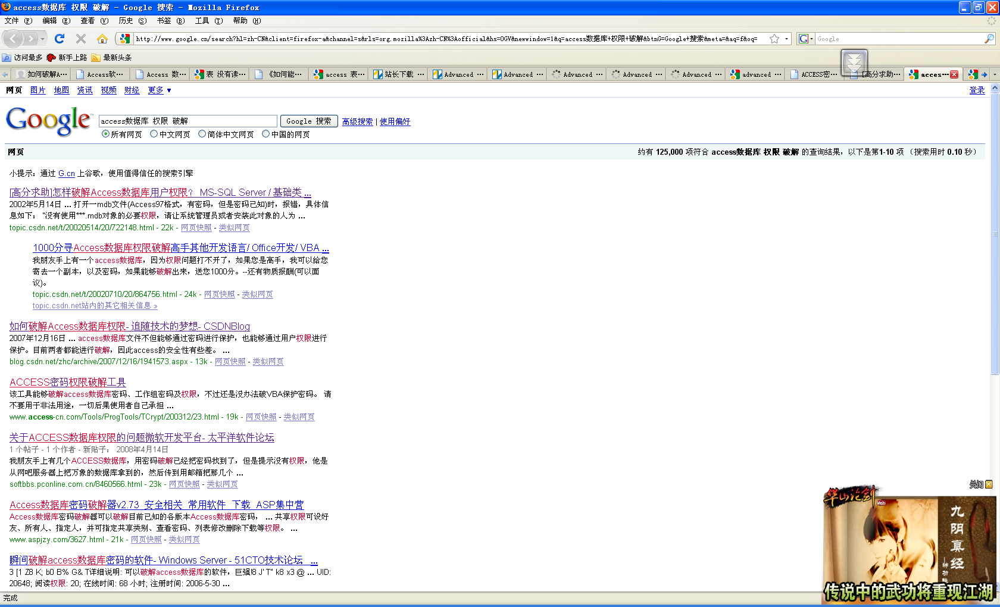 access数据库 权限 破解 - Google 搜索 - Mozilla Firefox
文件 (F) 编辑 (E) 查看 (V) 历史 (S) 书签 (B) 工具 (T) 帮助 (H)
http://www.google.cn/search?hl=zh-CN&client=firefox-a&channel=s&rls=org.mozilla%3Azh-CN%3Aofficial&hs=OGV&newwindow=1&q=access数据库+权限+破解&btnG=Google+搜索&meta=&aq=f&oq= Google
访问最多 新手上路 最新头条
如何破解A… Access软… Access 数… 表 没有读… 《如何能… access 表… 站长下载 … Advanced … Advanced … Advanced … Advanced … Advanced … advanced … ACCESS密… [高分求助… acces…
网页 图片 地图 资讯 视频 财经 更多 ▼ 登录
Google™ access数据库 权限 破解 Google 搜索 高级搜索 | 使用偏好
所有网页 中文网页 简体中文网页 中国的网页
网页 约有 125,000 项符合 access数据库 权限 破解 的查询结果，以下是第1-10 项 （搜索用时 0.10 秒）
小提示：通过 G.cn 上谷歌，使用值得信任的搜索引擎
[高分求助]怎样破解Access数据库用户权限？ MS-SQL Server / 基础类 ...
2002年5月14日 ... 打开一mdb文件(Access97格式，有密码，但是密码已知)时，报错，具体信
息如下： "没有使用***.mdb对象的必要权限，请让系统管理员或者安装此对象的人为 ...
topic.csdn.net/t/20020514/20/722148.html - 22k - 网页快照 - 类似网页
1000分寻Access数据库权限破解高手其他开发语言/ Office开发/ VBA ...
我朋友手上有一个access数据库，因为权限问题打不开了，如果您是高手，我可以给您
寄去一个副本，以及密码，如果能够破解出来，送您1000分。--还有物质报酬(可以面
议)。
topic.csdn.net/t/20020710/20/864756.html - 24k - 网页快照 - 类似网页
topic.csdn.net站内的其它相关信息 »
如何破解Access数据库权限- 追随技术的梦想- CSDNBlog
2007年12月16日 ... access数据库文件不但能够通过密码进行保护，也能够通过用户权限进行
保护。目前两者都能进行破解，因此access的安全性有些差。 ...
blog.csdn.net/zhc/archive/2007/12/16/1941573.aspx - 13k - 网页快照 - 类似网页
ACCESS密码权限破解工具
该工具能够破解access数据库密码、工作组密码及权限，不过还是没办法破VBA保护密码。 请
不要用于非法用途，一切后果使用者自己承担 ...
www.access-cn.com/Tools/ProgTools/TCrypt/200312/23.html - 19k - 网页快照 - 类似网页
关于ACCESS数据库权限的问题微软开发平台- 太平洋软件论坛
1 个帖子 - 1 个作者 - 新贴子： 2008年4月14日
我朋友手上有几个ACCESS数据库，用密码破解已经把密码找到了，但是提示没有权限，他是
从网吧服务器上把万象的数据库拿到的，然后传到用邮箱把那几个 ...
softbbs.pconline.com.cn/8460566.html - 23k - 网页快照 - 类似网页
Access数据库密码破解器v2.73_安全相关_常用软件_下载_ASP集中营
Access数据库密码破解器可以破解目前已知的各版本Access数据库密码， ... 共享权限可设好
友、所有人、指定人，并可指定共享类别、查看密码、列表修改删除下载等权限。 ...
www.aspjzy.com/3627.html - 21k - 网页快照 - 类似网页
瞬间破解access数据库密码的软件- Windows Server - 51CTO技术论坛_ ...
3 [1 Z8 K; b0 B% G& T详细说明: 可以破解access数据库的软件，巨强!8 J' T" k8 x3 @ ... UID:
20648; 阅读权限: 20; 在线时间: 68 小时; 注册时间: 2006-5-30 ...
关闭
华山论剑
Web
九阴真经
传说中的武功将重现江湖
完成